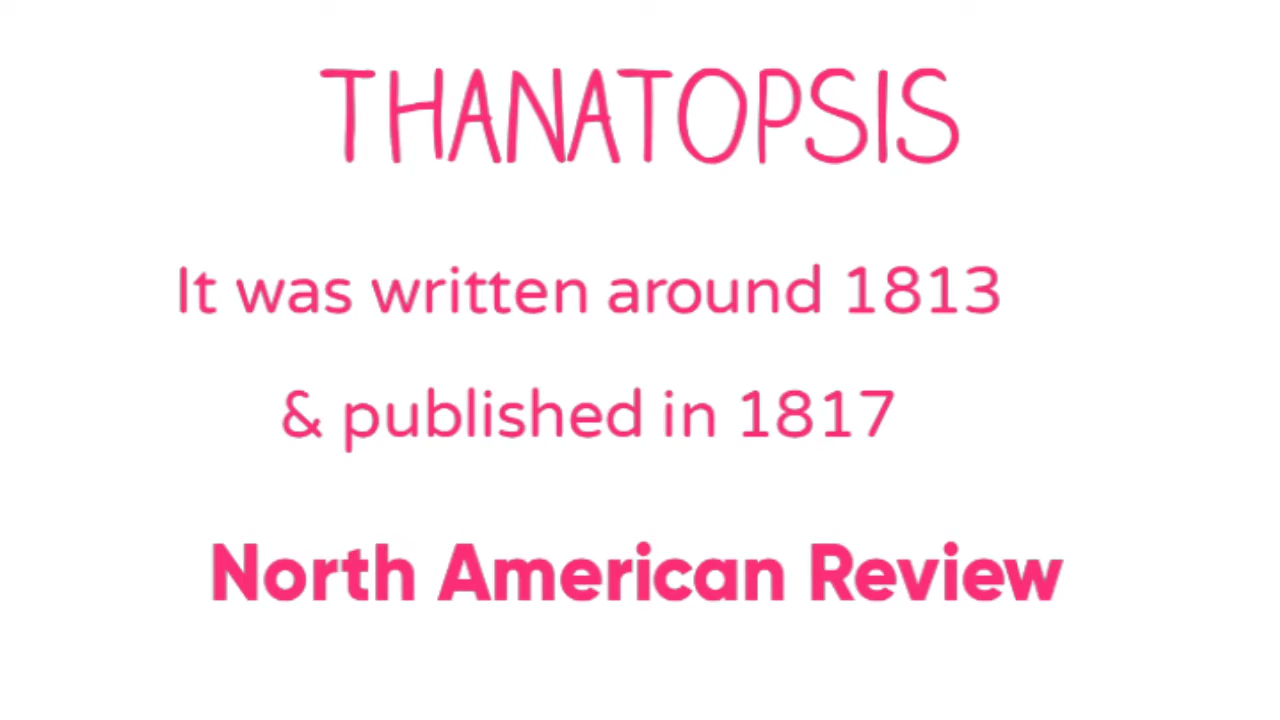 THANATOPSIS
It was written around 1813
& published in 1817
North American Review